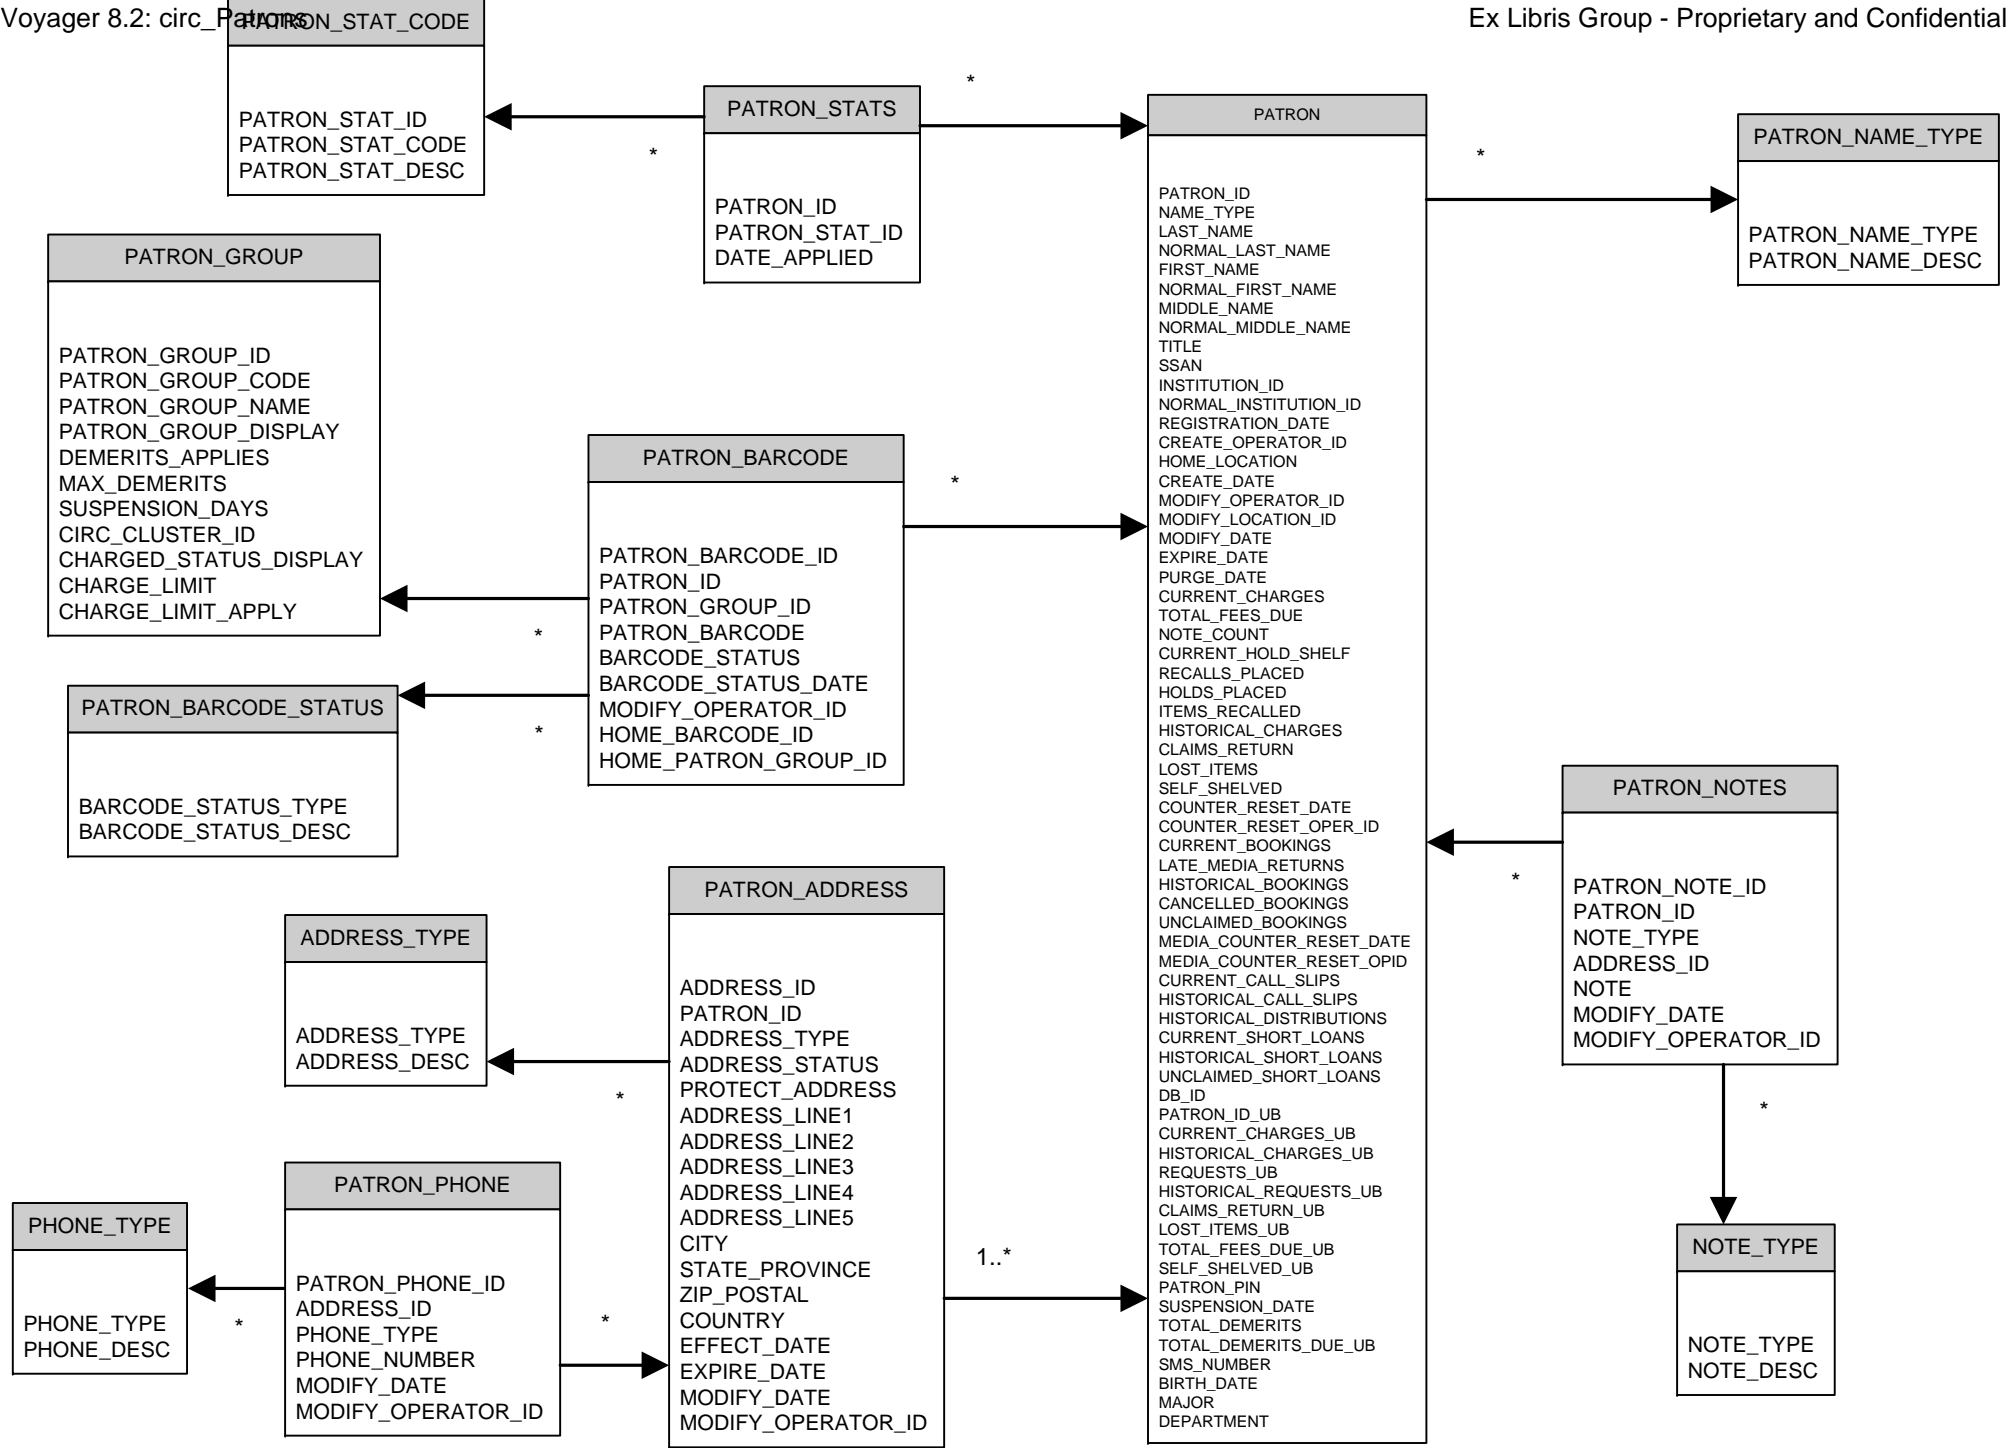 Voyager 8.2: circ_Patrons
Ex Libris Group - Proprietary and Confidential
PATRON_STAT_CODE
PATRON_STAT_ID
PATRON_STAT_CODE
PATRON_STAT_DESC
*
PATRON_STATS
PATRON_ID
PATRON_STAT_ID
DATE_APPLIED
*
PATRON_GROUP
PATRON_GROUP_ID
PATRON_GROUP_CODE
PATRON_GROUP_NAME
PATRON_GROUP_DISPLAY
DEMERITS_APPLIES
MAX_DEMERITS
SUSPENSION_DAYS
CIRC_CLUSTER_ID
CHARGED_STATUS_DISPLAY
CHARGE_LIMIT
CHARGE_LIMIT_APPLY
*
PATRON_BARCODE
PATRON_BARCODE_ID
PATRON_ID
PATRON_GROUP_ID
PATRON_BARCODE
BARCODE_STATUS
BARCODE_STATUS_DATE
MODIFY_OPERATOR_ID
HOME_BARCODE_ID
HOME_PATRON_GROUP_ID
*
PATRON_BARCODE_STATUS
BARCODE_STATUS_TYPE
BARCODE_STATUS_DESC
*
ADDRESS_TYPE
ADDRESS_TYPE
ADDRESS_DESC
*
PATRON_ADDRESS
ADDRESS_ID
PATRON_ID
ADDRESS_TYPE
ADDRESS_STATUS
PROTECT_ADDRESS
ADDRESS_LINE1
ADDRESS_LINE2
ADDRESS_LINE3
ADDRESS_LINE4
ADDRESS_LINE5
CITY
STATE_PROVINCE
ZIP_POSTAL
COUNTRY
EFFECT_DATE
EXPIRE_DATE
MODIFY_DATE
MODIFY_OPERATOR_ID
1..*
PHONE_TYPE
PHONE_TYPE
PHONE_DESC
*
PATRON_PHONE
PATRON_PHONE_ID
ADDRESS_ID
PHONE_TYPE
PHONE_NUMBER
MODIFY_DATE
MODIFY_OPERATOR_ID
*
PATRON
PATRON_ID
NAME_TYPE
LAST_NAME
NORMAL_LAST_NAME
FIRST_NAME
NORMAL_FIRST_NAME
MIDDLE_NAME
NORMAL_MIDDLE_NAME
TITLE
SSAN
INSTITUTION_ID
NORMAL_INSTITUTION_ID
REGISTRATION_DATE
CREATE_OPERATOR_ID
HOME_LOCATION
CREATE_DATE
MODIFY_OPERATOR_ID
MODIFY_LOCATION_ID
MODIFY_DATE
EXPIRE_DATE
PURGE_DATE
CURRENT_CHARGES
TOTAL_FEES_DUE
NOTE_COUNT
CURRENT_HOLD_SHELF
RECALLS_PLACED
HOLDS_PLACED
ITEMS_RECALLED
HISTORICAL_CHARGES
CLAIMS_RETURN
LOST_ITEMS
SELF_SHELVED
COUNTER_RESET_DATE
COUNTER_RESET_OPER_ID
CURRENT_BOOKINGS
LATE_MEDIA_RETURNS
HISTORICAL_BOOKINGS
CANCELLED_BOOKINGS
UNCLAIMED_BOOKINGS
MEDIA_COUNTER_RESET_DATE
MEDIA_COUNTER_RESET_OPID
CURRENT_CALL_SLIPS
HISTORICAL_CALL_SLIPS
HISTORICAL_DISTRIBUTIONS
CURRENT_SHORT_LOANS
HISTORICAL_SHORT_LOANS
UNCLAIMED_SHORT_LOANS
DB_ID
PATRON_ID_UB
CURRENT_CHARGES_UB
HISTORICAL_CHARGES_UB
REQUESTS_UB
HISTORICAL_REQUESTS_UB
CLAIMS_RETURN_UB
LOST_ITEMS_UB
TOTAL_FEES_DUE_UB
SELF_SHELVED_UB
PATRON_PIN
SUSPENSION_DATE
TOTAL_DEMERITS
TOTAL_DEMERITS_DUE_UB
SMS_NUMBER
BIRTH_DATE
MAJOR
DEPARTMENT
*
PATRON_NAME_TYPE
PATRON_NAME_TYPE
PATRON_NAME_DESC
PATRON_NOTES
PATRON_NOTE_ID
PATRON_ID
NOTE_TYPE
ADDRESS_ID
NOTE
MODIFY_DATE
MODIFY_OPERATOR_ID
*
*
NOTE_TYPE
NOTE_TYPE
NOTE_DESC